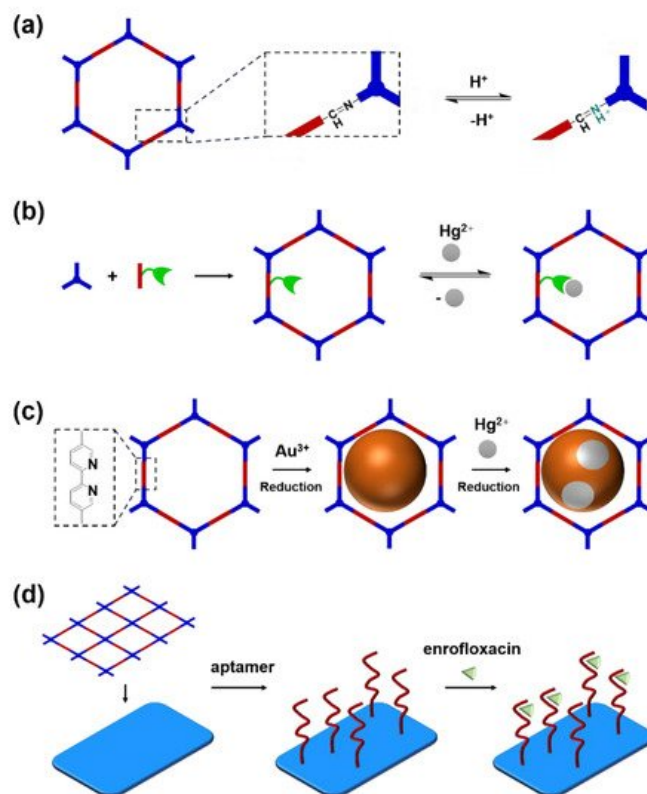 (a)
C=N
H
H⁺
-H⁺
C=N
H H
+
(b)
+
Hg²⁺
-
(c)
N
N
Au³⁺
Reduction
Hg²⁺
Reduction
(d)
aptamer
enrofloxacin